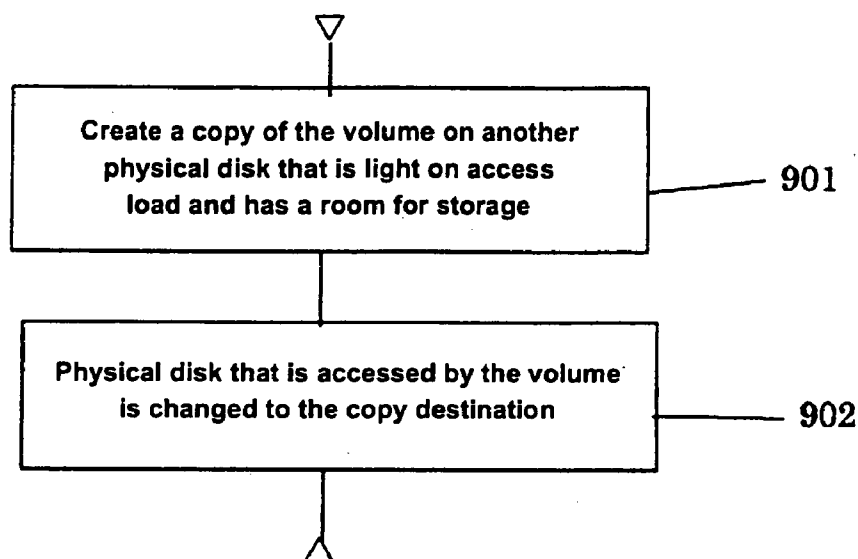 Create a copy of the volume on another
physical disk that is light on access
load and has a room for storage
901
Physical disk that is accessed by the volume
is changed to the copy destination
902